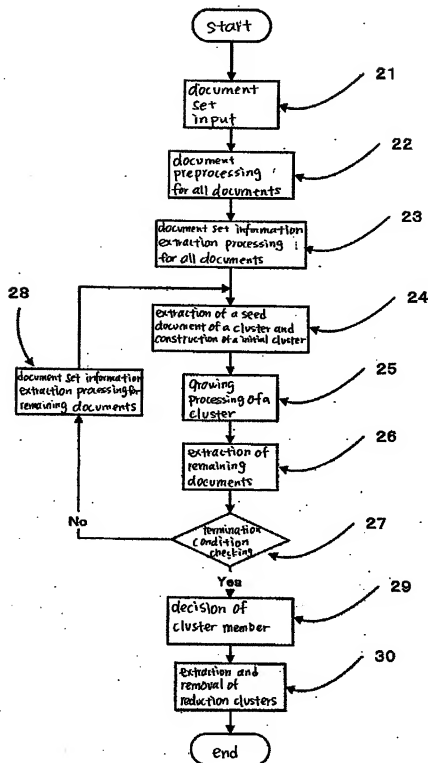 start
21
document
set
input
22
document
preprocessing
for all documents
23
document set information
extraction processing
for all documents
28
24
extraction of a seed
document of a cluster and
construction of a initial cluster
document set information
extraction processing for
remaining documents
25
Growing
processing of a
cluster
26
extraction of
remaining
documents
No
27
termination
condition
checking
Yes
29
decision of
cluster member
30
extraction and
removal of
reduction clusters
end